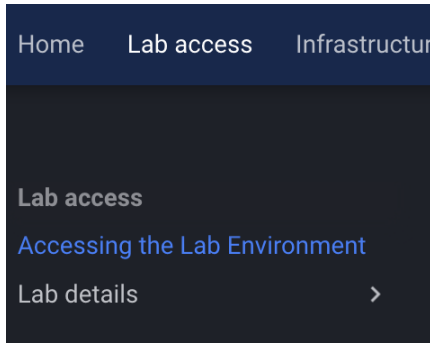 Home Lab access Infrastructur
Lab access
Accessing the Lab Environment
Lab details